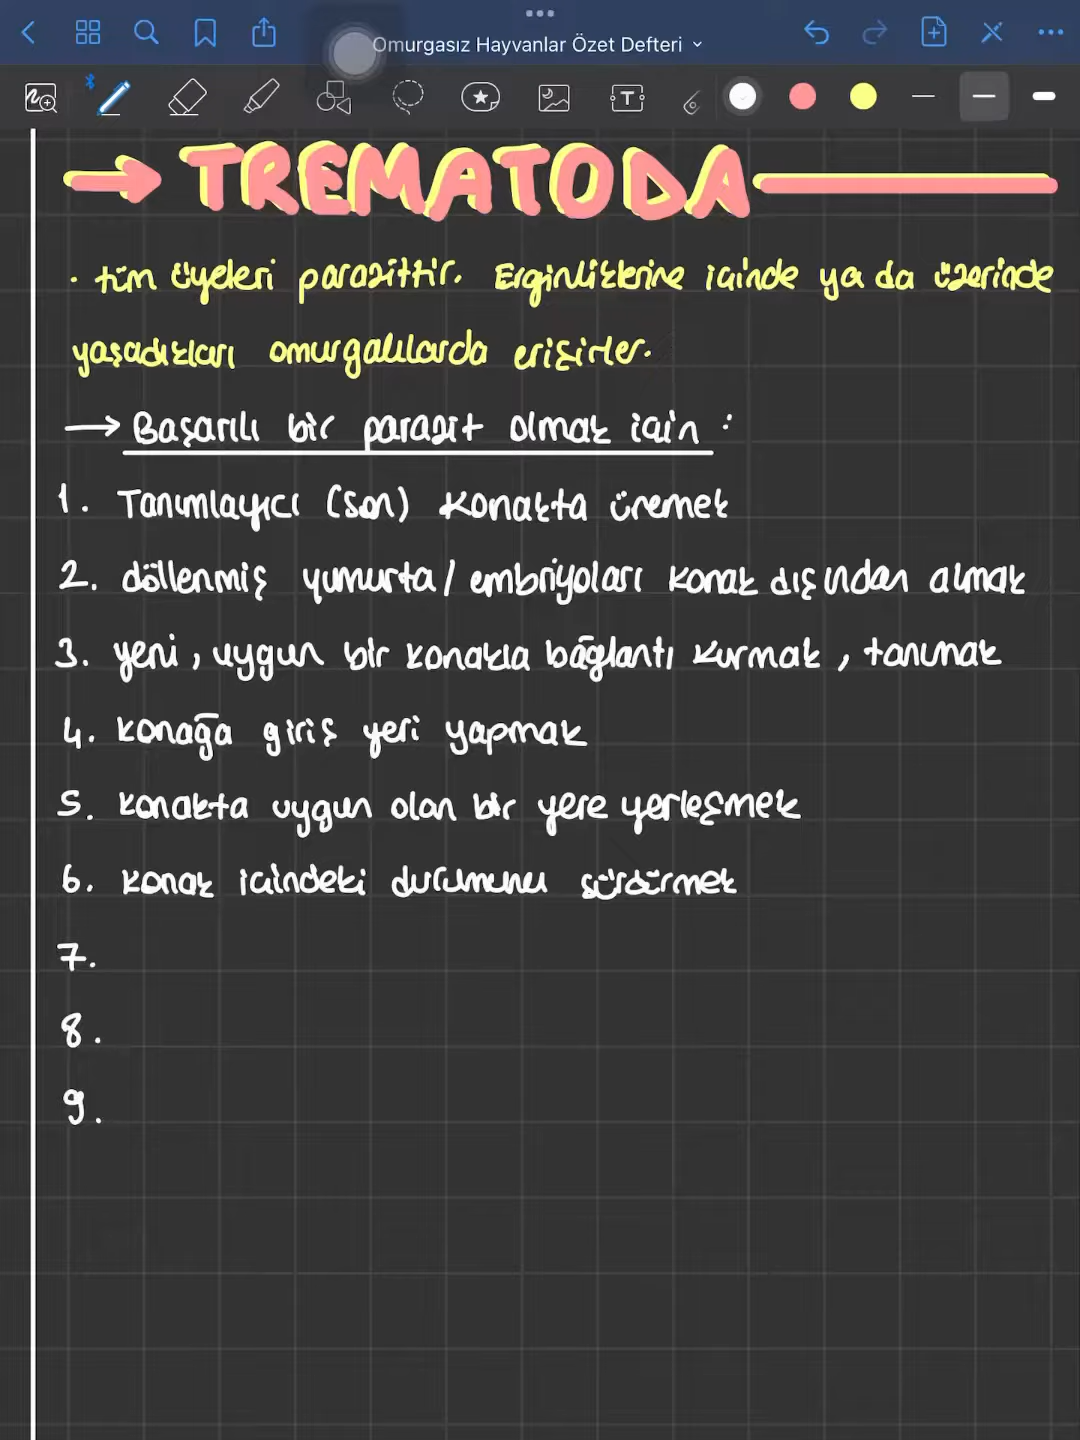 Omurgasız Hayvanlar Özet Defteri
→ TREMATODA
· tüm üyeleri parazittir. Erginliklerine içinde ya da üzerinde
yaşadıkları omurgalılarda erişirler.
→ Başarılı bir parazit olmak için :
1. Tanımlayıcı (son) konakta üremek
2. döllenmiş yumurta / embriyoları konak dışından almak
3. yeni, uygun bir konakla bağlantı kurmak, tanımak
4. konağa giriş yeri yapmak
5. konakta uygun olan bir yere yerleşmek
6. konak içindeki durumunu sürdürmek
7.
8.
9.